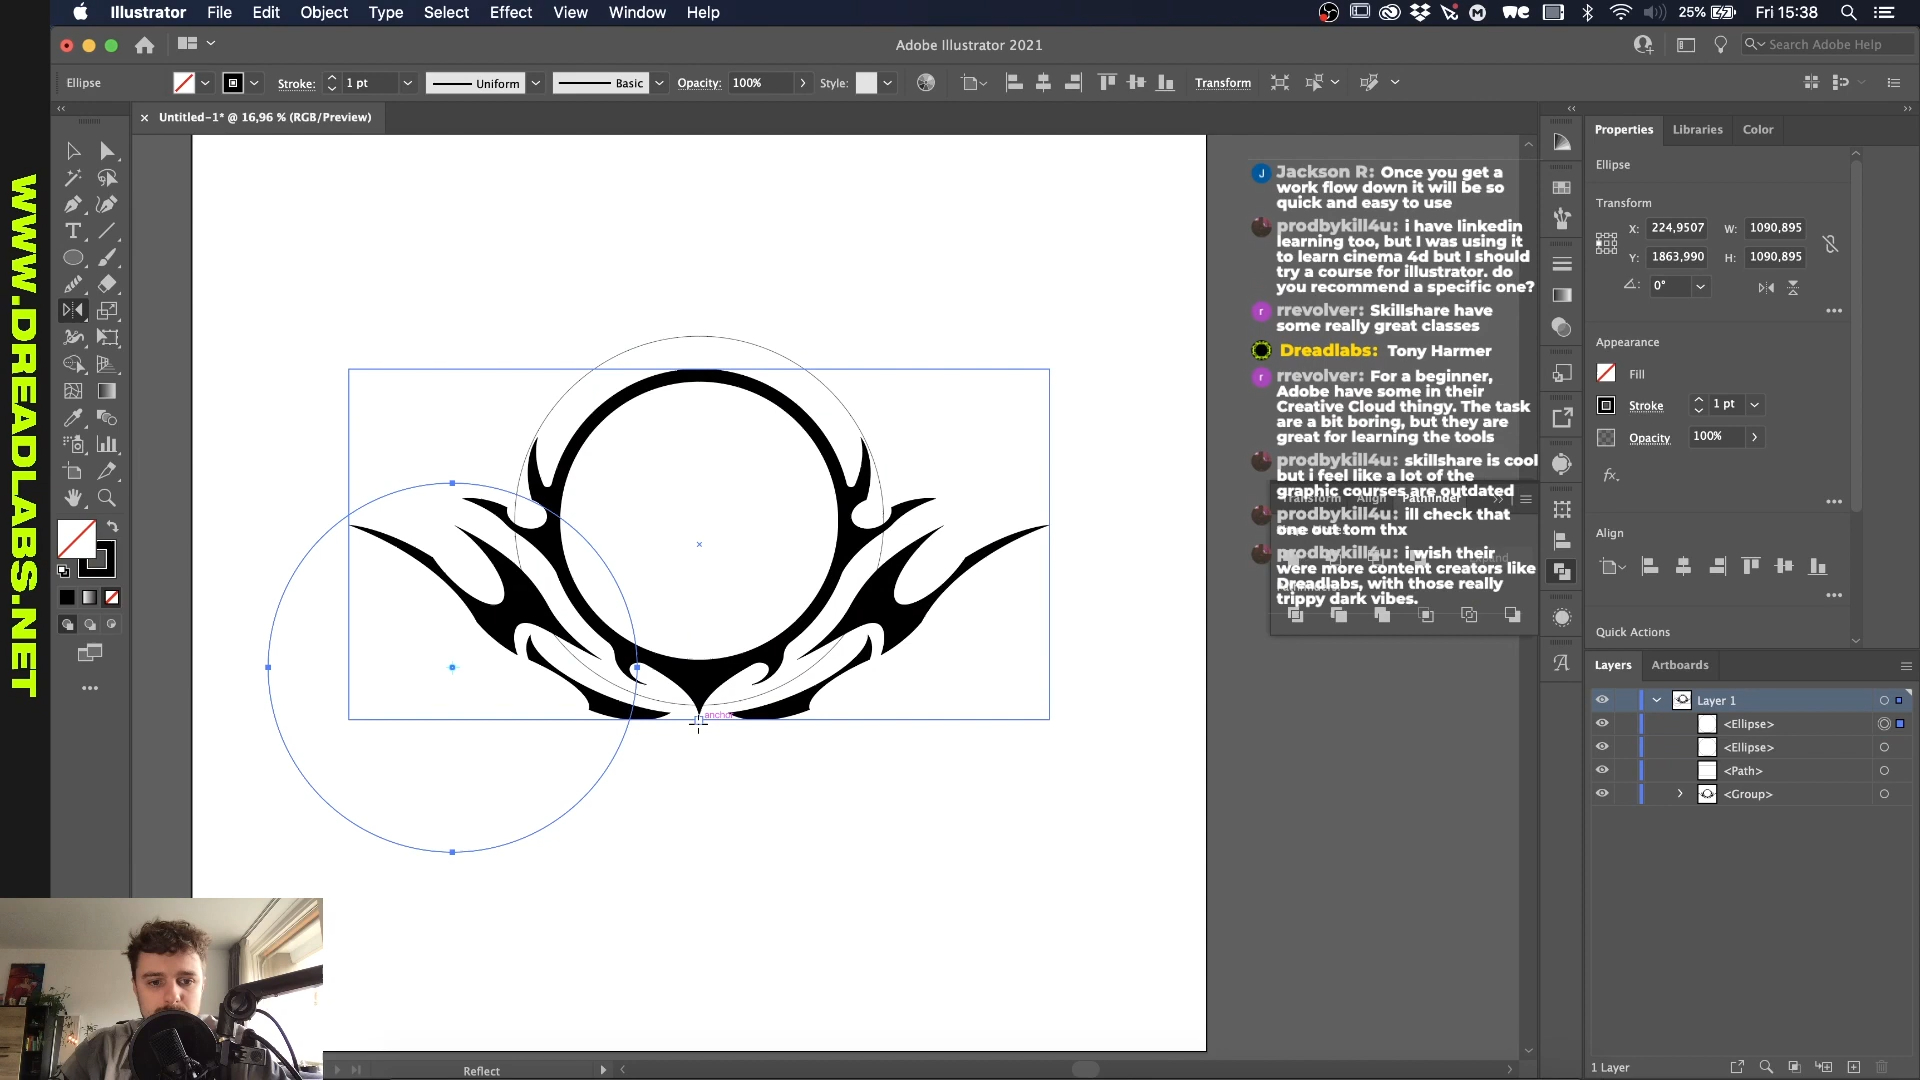 Illustrator File Edit Object Type Select Effect View Window Help
25% Fri 15:38
Adobe Illustrator 2021
Search Adobe Help
Ellipse
Stroke: 1 pt
Uniform
Basic
Opacity: 100%
Style:
Transform
Untitled-1* @ 16,96 % (RGB/Preview)
WWW.DREADLABS.NET
anchor
Jackson R: Once you get a
work flow down it will be so
quick and easy to use
prodbykill4u: i have linkedin
learning too, but I was using it
to learn cinema 4d but I should
try a course for illustrator. do
you recommend a specific one?
rrevolver: Skillshare have
some really great classes
Dreadlabs: Tony Harmer
rrevolver: For a beginner,
Adobe have some in their
Creative Cloud thingy. The task
are a bit boring, but they are
great for learning the tools
prodbykill4u: skillshare is cool
but i feel like a lot of the
graphic courses are outdated
Transform Align Pathfinder
prodbykill4u: ill check that
one out tom thx
prodbykill4u: i wish their
were more content creators like
Dreadlabs, with those really
trippy dark vibes.
Properties Libraries Color
Ellipse
Transform
X: 224,9507 W: 1090,895
Y: 1863,990 H: 1090,895
0°
Appearance
Fill
Stroke 1 pt
Opacity 100%
fx
Align
Quick Actions
Layers Artboards
Layer 1
<Ellipse>
<Ellipse>
<Path>
<Group>
1 Layer
Reflect